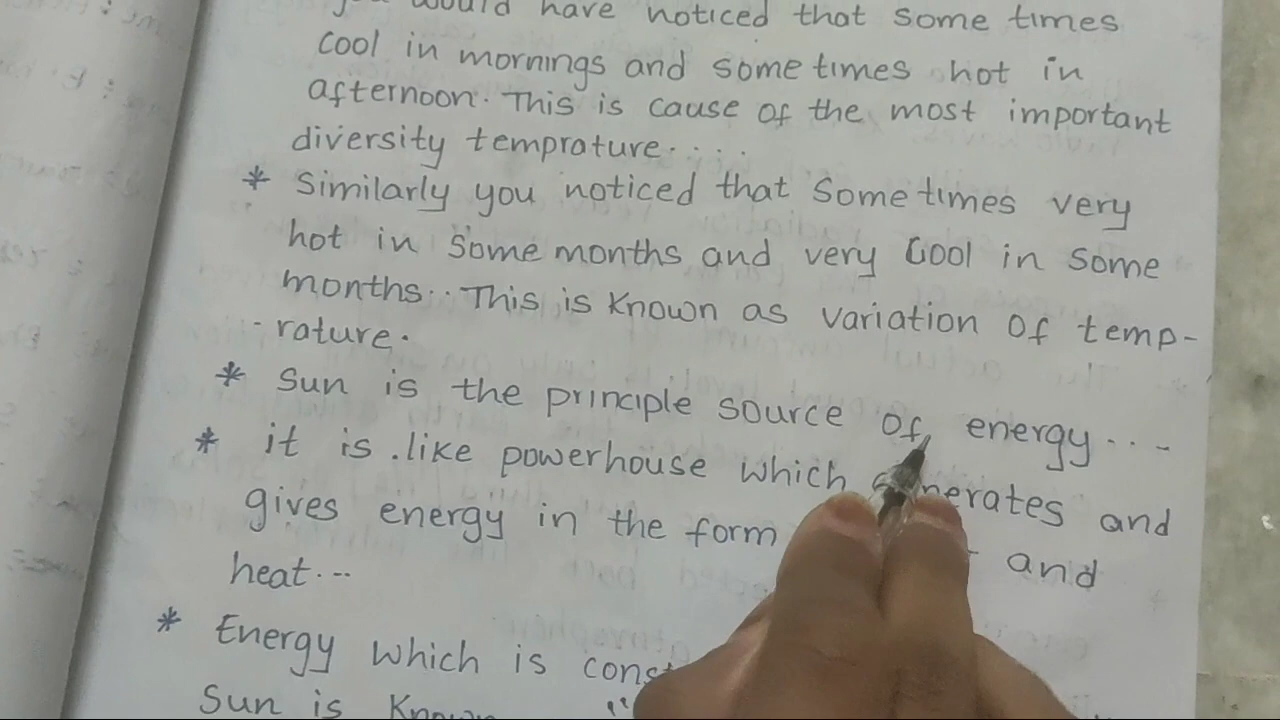 would have noticed that some times
cool in mornings and some times hot in
afternoon. This is cause of the most important
diversity temprature....
* Similarly you noticed that Some times very
hot in some months and very Cool in some
months.. This is known as variation of temp-
- rature.
* Sun is the principle source of energy...-
* it is .like powerhouse which generates and
gives energy in the form and
heat...
* Energy which is
Sun is